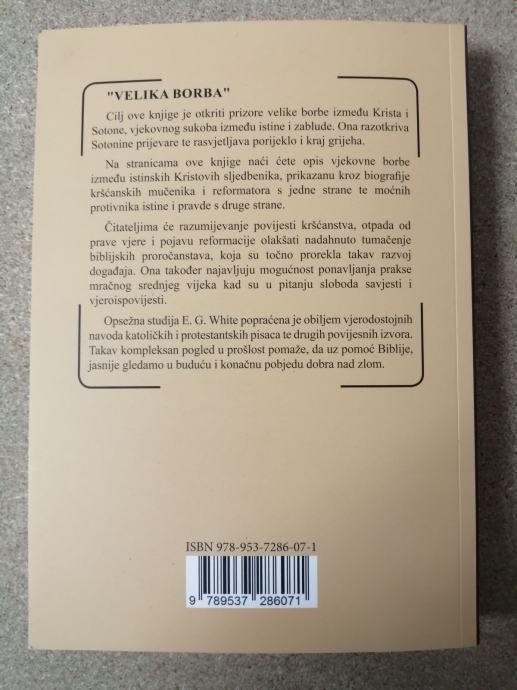 "VELIKA BORBA"
Cilj ove knjige je otkriti prizore velike borbe između Krista i
Sotone, vjekovnog sukoba između istine i zablude. Ona razotkriva
Sotonine prijevare te rasvjetljava porijeklo i kraj grijeha.
Na stranicama ove knjige naći ćete opis vjekovne borbe
između istinskih Kristovih sljedbenika, prikazanu kroz biografije
kršćanskih mučenika i reformatora s jedne strane te moćnih
protivnika istine i pravde s druge strane.
Čitateljima će razumijevanje povijesti kršćanstva, otpada od
prave vjere i pojavu reformacije olakšati nadahnuto tumačenje
biblijskih proročanstava, koja su točno prorekla takav razvoj
događaja. Ona također najavljuju mogućnost ponavljanja prakse
mračnog srednjeg vijeka kad su u pitanju sloboda savjesti i
vjeroispovijesti.
Opsežna studija E. G. White popraćena je obiljem vjerodostojnih
navoda katoličkih i protestantskih pisaca te drugih povijesnih izvora.
Takav kompleksan pogled u prošlost pomaže, da uz pomoć Biblije,
jasnije gledamo u buduću i konačnu pobjedu dobra nad zlom.
ISBN 978-953-7286-07-1
9 789537 286071